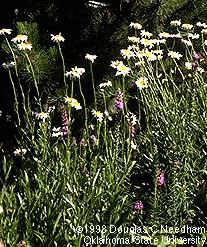 ©1998 Douglas C Needham
Oklahoma State University